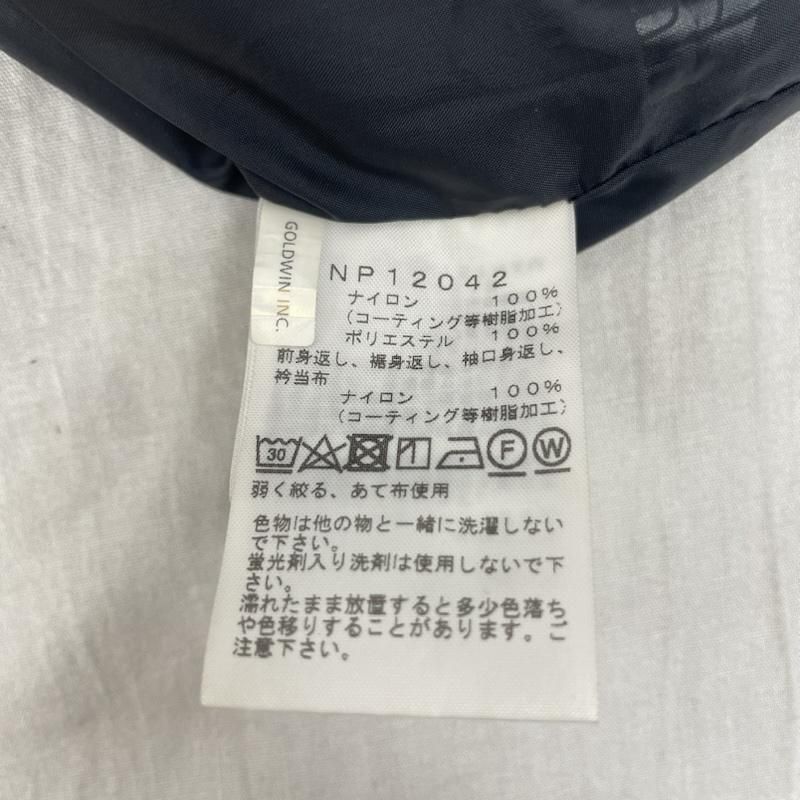 GOLDWIN INC.
NP12042
ナイロン 100%
(コーティング等樹脂加工)
ポリエステル 100%
前身返し、裾身返し、袖口身返し、
衿当布
ナイロン 100%
(コーティング等樹脂加工)
30 F W
弱く絞る、あて布使用
色物は他の物と一緒に洗濯しない
で下さい。
蛍光剤入り洗剤は使用しないで下
さい。
濡れたまま放置すると多少色落ち
や色移りすることがあります。ご
注意下さい。